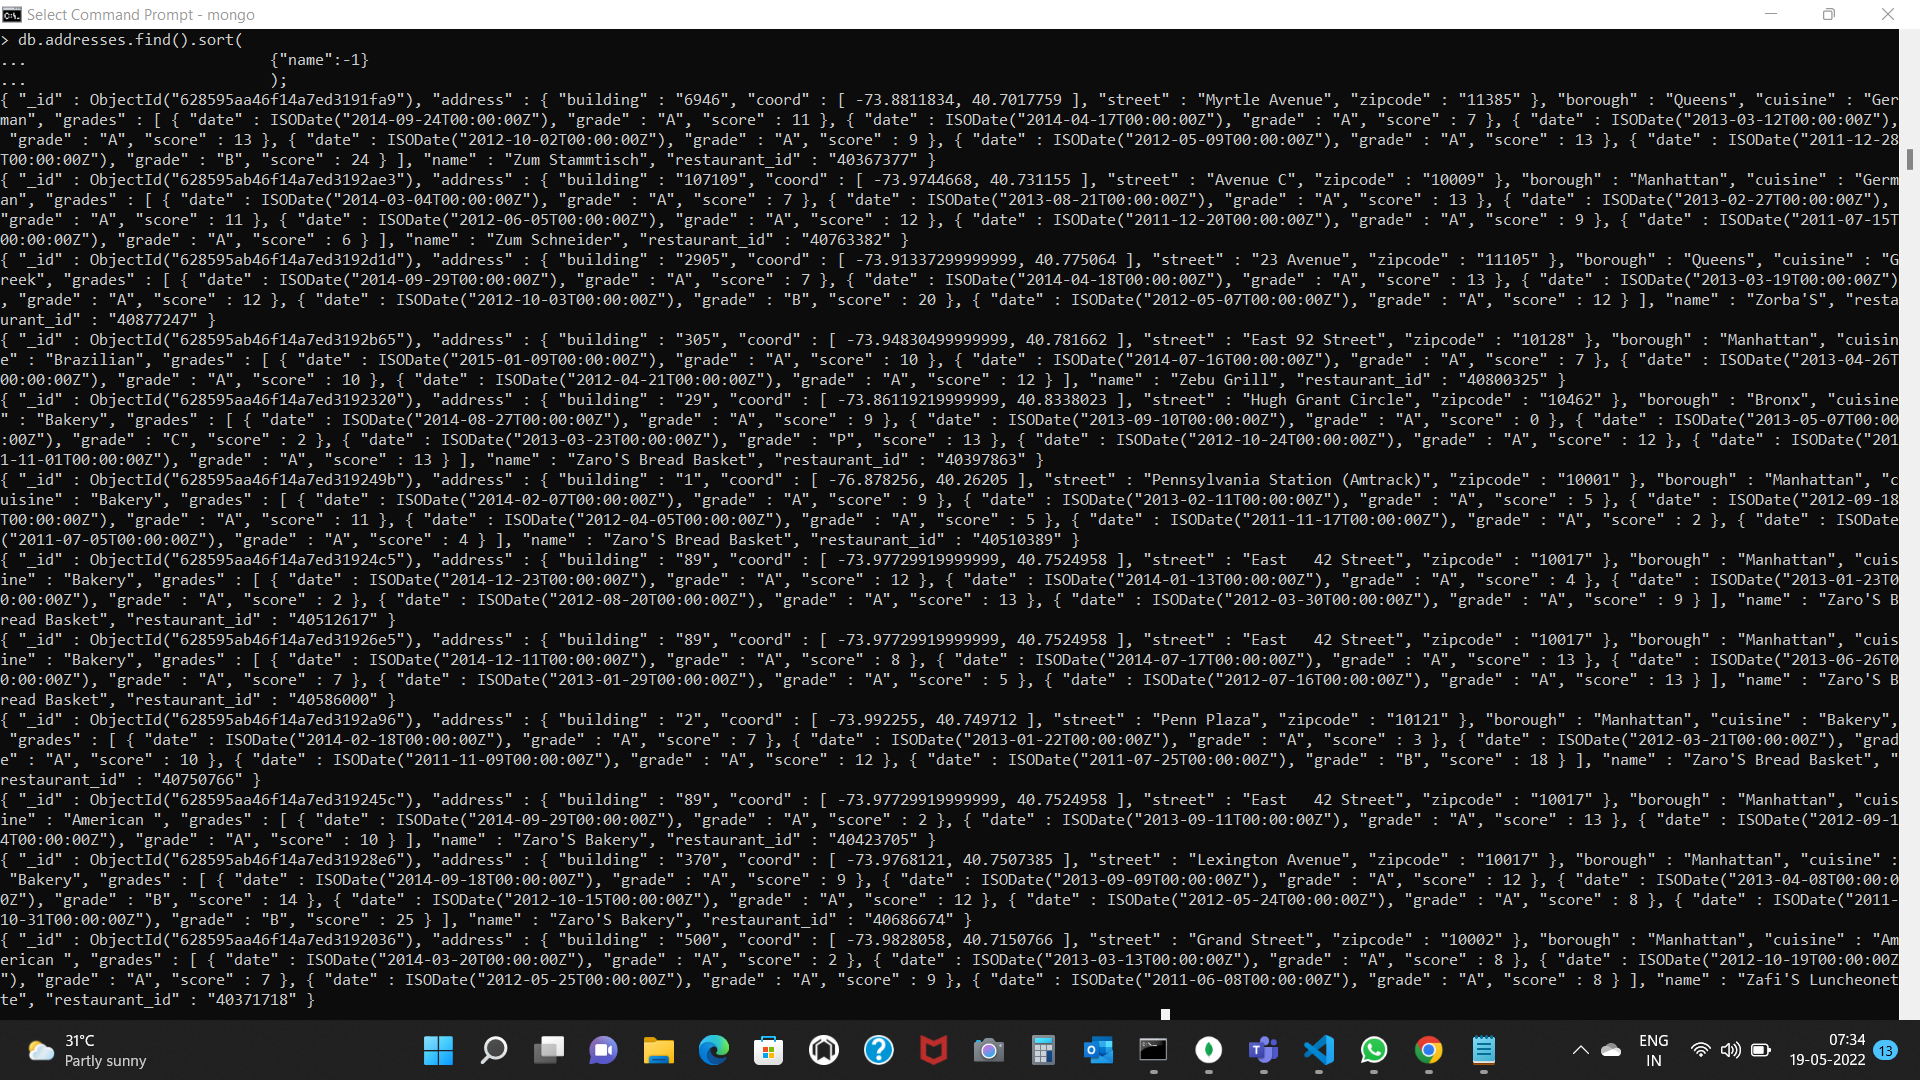 Select Command Prompt - mongo
> db.addresses.find().sort(
...                           {"name":-1}
...                           );
{ "_id" : ObjectId("628595aa46f14a7ed3191fa9"), "address" : { "building" : "6946", "coord" : [ -73.8811834, 40.7017759 ], "street" : "Myrtle Avenue", "zipcode" : "11385" }, "borough" : "Queens", "cuisine" : "Ger
man", "grades" : [ { "date" : ISODate("2014-09-24T00:00:00Z"), "grade" : "A", "score" : 11 }, { "date" : ISODate("2014-04-17T00:00:00Z"), "grade" : "A", "score" : 7 }, { "date" : ISODate("2013-03-12T00:00:00Z"),
 "grade" : "A", "score" : 13 }, { "date" : ISODate("2012-10-02T00:00:00Z"), "grade" : "A", "score" : 9 }, { "date" : ISODate("2012-05-09T00:00:00Z"), "grade" : "A", "score" : 13 }, { "date" : ISODate("2011-12-28
T00:00:00Z"), "grade" : "B", "score" : 24 } ], "name" : "Zum Stammtisch", "restaurant_id" : "40367377" }
{ "_id" : ObjectId("628595ab46f14a7ed3192ae3"), "address" : { "building" : "107109", "coord" : [ -73.9744668, 40.731155 ], "street" : "Avenue C", "zipcode" : "10009" }, "borough" : "Manhattan", "cuisine" : "Germ
an", "grades" : [ { "date" : ISODate("2014-03-04T00:00:00Z"), "grade" : "A", "score" : 7 }, { "date" : ISODate("2013-08-21T00:00:00Z"), "grade" : "A", "score" : 13 }, { "date" : ISODate("2013-02-27T00:00:00Z"),
"grade" : "A", "score" : 11 }, { "date" : ISODate("2012-06-05T00:00:00Z"), "grade" : "A", "score" : 12 }, { "date" : ISODate("2011-12-20T00:00:00Z"), "grade" : "A", "score" : 9 }, { "date" : ISODate("2011-07-15T
00:00:00Z"), "grade" : "A", "score" : 6 } ], "name" : "Zum Schneider", "restaurant_id" : "40763382" }
{ "_id" : ObjectId("628595ab46f14a7ed3192d1d"), "address" : { "building" : "2905", "coord" : [ -73.91337299999999, 40.775064 ], "street" : "23 Avenue", "zipcode" : "11105" }, "borough" : "Queens", "cuisine" : "G
reek", "grades" : [ { "date" : ISODate("2014-09-29T00:00:00Z"), "grade" : "A", "score" : 7 }, { "date" : ISODate("2014-04-18T00:00:00Z"), "grade" : "A", "score" : 13 }, { "date" : ISODate("2013-03-19T00:00:00Z")
, "grade" : "A", "score" : 12 }, { "date" : ISODate("2012-10-03T00:00:00Z"), "grade" : "B", "score" : 20 }, { "date" : ISODate("2012-05-07T00:00:00Z"), "grade" : "A", "score" : 12 } ], "name" : "Zorba'S", "resta
urant_id" : "40877247" }
{ "_id" : ObjectId("628595ab46f14a7ed3192b65"), "address" : { "building" : "305", "coord" : [ -73.94830499999999, 40.781662 ], "street" : "East 92 Street", "zipcode" : "10128" }, "borough" : "Manhattan", "cuisin
e" : "Brazilian", "grades" : [ { "date" : ISODate("2015-01-09T00:00:00Z"), "grade" : "A", "score" : 10 }, { "date" : ISODate("2014-07-16T00:00:00Z"), "grade" : "A", "score" : 7 }, { "date" : ISODate("2013-04-26T
00:00:00Z"), "grade" : "A", "score" : 10 }, { "date" : ISODate("2012-04-21T00:00:00Z"), "grade" : "A", "score" : 12 } ], "name" : "Zebu Grill", "restaurant_id" : "40800325" }
{ "_id" : ObjectId("628595aa46f14a7ed3192320"), "address" : { "building" : "29", "coord" : [ -73.86119219999999, 40.8338023 ], "street" : "Hugh Grant Circle", "zipcode" : "10462" }, "borough" : "Bronx", "cuisine
" : "Bakery", "grades" : [ { "date" : ISODate("2014-08-27T00:00:00Z"), "grade" : "A", "score" : 9 }, { "date" : ISODate("2013-09-10T00:00:00Z"), "grade" : "A", "score" : 0 }, { "date" : ISODate("2013-05-07T00:00
:00Z"), "grade" : "C", "score" : 2 }, { "date" : ISODate("2013-03-23T00:00:00Z"), "grade" : "P", "score" : 13 }, { "date" : ISODate("2012-10-24T00:00:00Z"), "grade" : "A", "score" : 12 }, { "date" : ISODate("201
1-11-01T00:00:00Z"), "grade" : "A", "score" : 13 } ], "name" : "Zaro'S Bread Basket", "restaurant_id" : "40397863" }
{ "_id" : ObjectId("628595aa46f14a7ed319249b"), "address" : { "building" : "1", "coord" : [ -76.878256, 40.26205 ], "street" : "Pennsylvania Station (Amtrack)", "zipcode" : "10001" }, "borough" : "Manhattan", "c
uisine" : "Bakery", "grades" : [ { "date" : ISODate("2014-02-07T00:00:00Z"), "grade" : "A", "score" : 9 }, { "date" : ISODate("2013-02-11T00:00:00Z"), "grade" : "A", "score" : 5 }, { "date" : ISODate("2012-09-18
T00:00:00Z"), "grade" : "A", "score" : 11 }, { "date" : ISODate("2012-04-05T00:00:00Z"), "grade" : "A", "score" : 5 }, { "date" : ISODate("2011-11-17T00:00:00Z"), "grade" : "A", "score" : 2 }, { "date" : ISODate
("2011-07-05T00:00:00Z"), "grade" : "A", "score" : 4 } ], "name" : "Zaro'S Bread Basket", "restaurant_id" : "40510389" }
{ "_id" : ObjectId("628595aa46f14a7ed31924c5"), "address" : { "building" : "89", "coord" : [ -73.97729919999999, 40.7524958 ], "street" : "East   42 Street", "zipcode" : "10017" }, "borough" : "Manhattan", "cuis
ine" : "Bakery", "grades" : [ { "date" : ISODate("2014-12-23T00:00:00Z"), "grade" : "A", "score" : 12 }, { "date" : ISODate("2014-01-13T00:00:00Z"), "grade" : "A", "score" : 4 }, { "date" : ISODate("2013-01-23T0
0:00:00Z"), "grade" : "A", "score" : 2 }, { "date" : ISODate("2012-08-20T00:00:00Z"), "grade" : "A", "score" : 13 }, { "date" : ISODate("2012-03-30T00:00:00Z"), "grade" : "A", "score" : 9 } ], "name" : "Zaro'S B
read Basket", "restaurant_id" : "40512617" }
{ "_id" : ObjectId("628595ab46f14a7ed31926e5"), "address" : { "building" : "89", "coord" : [ -73.97729919999999, 40.7524958 ], "street" : "East   42 Street", "zipcode" : "10017" }, "borough" : "Manhattan", "cuis
ine" : "Bakery", "grades" : [ { "date" : ISODate("2014-12-11T00:00:00Z"), "grade" : "A", "score" : 8 }, { "date" : ISODate("2014-07-17T00:00:00Z"), "grade" : "A", "score" : 13 }, { "date" : ISODate("2013-06-26T0
0:00:00Z"), "grade" : "A", "score" : 7 }, { "date" : ISODate("2013-01-29T00:00:00Z"), "grade" : "A", "score" : 5 }, { "date" : ISODate("2012-07-16T00:00:00Z"), "grade" : "A", "score" : 13 } ], "name" : "Zaro'S B
read Basket", "restaurant_id" : "40586000" }
{ "_id" : ObjectId("628595ab46f14a7ed3192a96"), "address" : { "building" : "2", "coord" : [ -73.992255, 40.749712 ], "street" : "Penn Plaza", "zipcode" : "10121" }, "borough" : "Manhattan", "cuisine" : "Bakery",
 "grades" : [ { "date" : ISODate("2014-02-18T00:00:00Z"), "grade" : "A", "score" : 7 }, { "date" : ISODate("2013-01-22T00:00:00Z"), "grade" : "A", "score" : 3 }, { "date" : ISODate("2012-03-21T00:00:00Z"), "grad
e" : "A", "score" : 10 }, { "date" : ISODate("2011-11-09T00:00:00Z"), "grade" : "A", "score" : 12 }, { "date" : ISODate("2011-07-25T00:00:00Z"), "grade" : "B", "score" : 18 } ], "name" : "Zaro'S Bread Basket", "
restaurant_id" : "40750766" }
{ "_id" : ObjectId("628595aa46f14a7ed319245c"), "address" : { "building" : "89", "coord" : [ -73.97729919999999, 40.7524958 ], "street" : "East   42 Street", "zipcode" : "10017" }, "borough" : "Manhattan", "cuis
ine" : "American ", "grades" : [ { "date" : ISODate("2014-09-29T00:00:00Z"), "grade" : "A", "score" : 2 }, { "date" : ISODate("2013-09-11T00:00:00Z"), "grade" : "A", "score" : 13 }, { "date" : ISODate("2012-09-1
4T00:00:00Z"), "grade" : "A", "score" : 10 } ], "name" : "Zaro'S Bakery", "restaurant_id" : "40423705" }
{ "_id" : ObjectId("628595ab46f14a7ed31928e6"), "address" : { "building" : "370", "coord" : [ -73.9768121, 40.7507385 ], "street" : "Lexington Avenue", "zipcode" : "10017" }, "borough" : "Manhattan", "cuisine" :
 "Bakery", "grades" : [ { "date" : ISODate("2014-09-18T00:00:00Z"), "grade" : "A", "score" : 9 }, { "date" : ISODate("2013-09-09T00:00:00Z"), "grade" : "A", "score" : 12 }, { "date" : ISODate("2013-04-08T00:00:0
0Z"), "grade" : "B", "score" : 14 }, { "date" : ISODate("2012-10-15T00:00:00Z"), "grade" : "A", "score" : 12 }, { "date" : ISODate("2012-05-24T00:00:00Z"), "grade" : "A", "score" : 8 }, { "date" : ISODate("2011-
10-31T00:00:00Z"), "grade" : "B", "score" : 25 } ], "name" : "Zaro'S Bakery", "restaurant_id" : "40686674" }
{ "_id" : ObjectId("628595aa46f14a7ed3192036"), "address" : { "building" : "500", "coord" : [ -73.9828058, 40.7150766 ], "street" : "Grand Street", "zipcode" : "10002" }, "borough" : "Manhattan", "cuisine" : "Am
erican ", "grades" : [ { "date" : ISODate("2014-03-20T00:00:00Z"), "grade" : "A", "score" : 2 }, { "date" : ISODate("2013-03-13T00:00:00Z"), "grade" : "A", "score" : 8 }, { "date" : ISODate("2012-10-19T00:00:00Z
"), "grade" : "A", "score" : 7 }, { "date" : ISODate("2012-05-25T00:00:00Z"), "grade" : "A", "score" : 9 }, { "date" : ISODate("2011-06-08T00:00:00Z"), "grade" : "A", "score" : 8 } ], "name" : "Zafi'S Luncheonet
te", "restaurant_id" : "40371718" }
31°C
Partly sunny
ENG
IN
07:34
19-05-2022
13